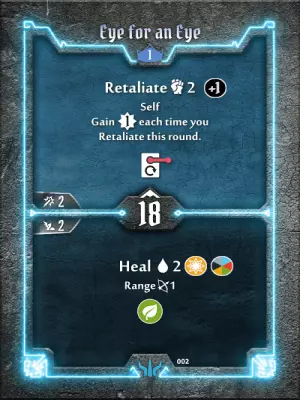 Eye for an Eye
1
Retaliate 2 +1
Self
Gain 1 each time you
Retaliate this round.
2
18
2
Heal 2
Range 1
002